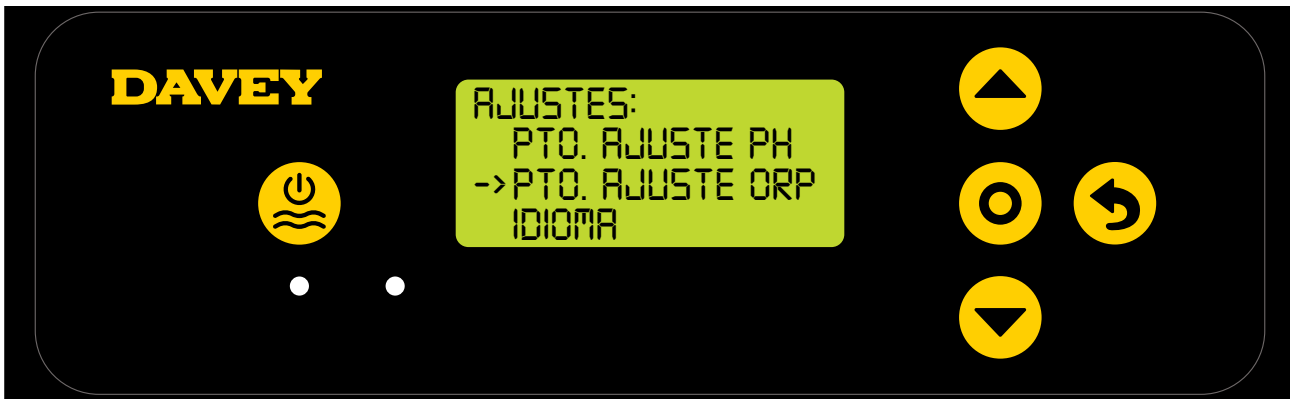 DAVEY
AJUSTES:
PTO. AJUSTE PH
->PTO. AJUSTE ORP
IDIOMA